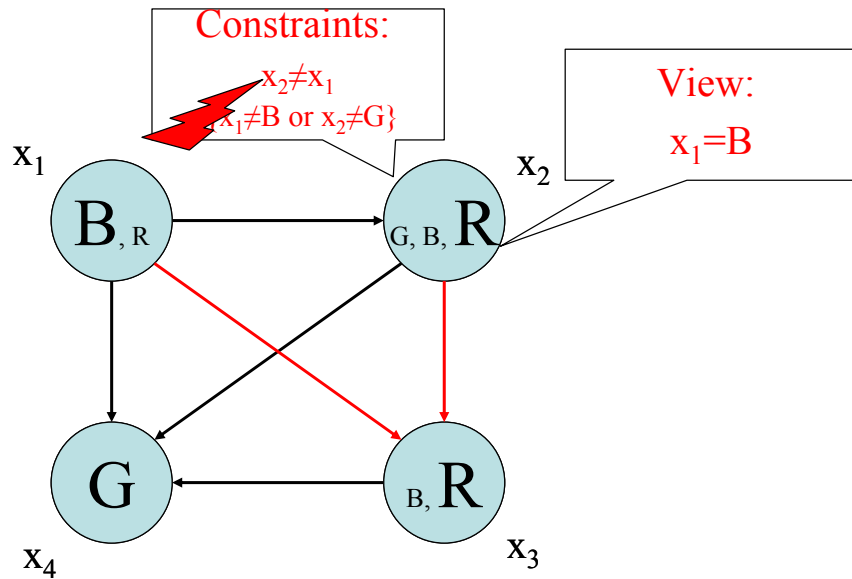 Constraints:
x₂≠x₁
{x₁≠B or x₂≠G}
View:
x₁=B
x₁
x₂
B, R
G, B, R
G
B, R
x₄
x₃